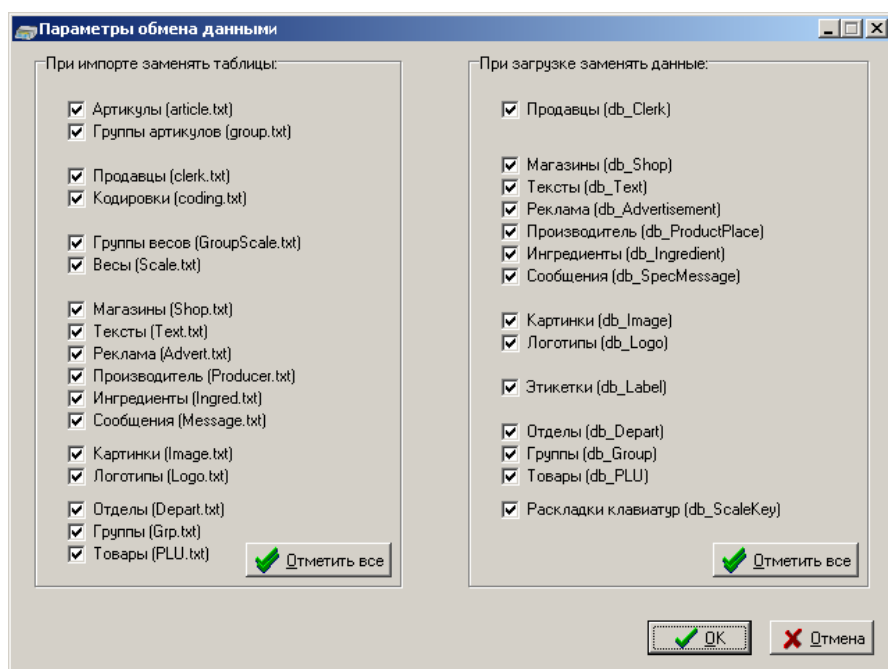 Параметры обмена данными
При импорте заменять таблицы:
Артикулы (article.txt)
Группы артикулов (group.txt)
Продавцы (clerk.txt)
Кодировки (coding.txt)
Группы весов (GroupScale.txt)
Весы (Scale.txt)
Магазины (Shop.txt)
Тексты (Text.txt)
Реклама (Advert.txt)
Производитель (Producer.txt)
Ингредиенты (Ingred.txt)
Сообщения (Message.txt)
Картинки (Image.txt)
Логотипы (Logo.txt)
Отделы (Depart.txt)
Группы (Grp.txt)
Товары (PLU.txt)
Отметить все
При загрузке заменять данные:
Продавцы (db_Clerk)
Магазины (db_Shop)
Тексты (db_Text)
Реклама (db_Advertisement)
Производитель (db_ProductPlace)
Ингредиенты (db_Ingredient)
Сообщения (db_SpecMessage)
Картинки (db_Image)
Логотипы (db_Logo)
Этикетки (db_Label)
Отделы (db_Depart)
Группы (db_Group)
Товары (db_PLU)
Раскладки клавиатур (db_ScaleKey)
Отметить все
OK
Отмена